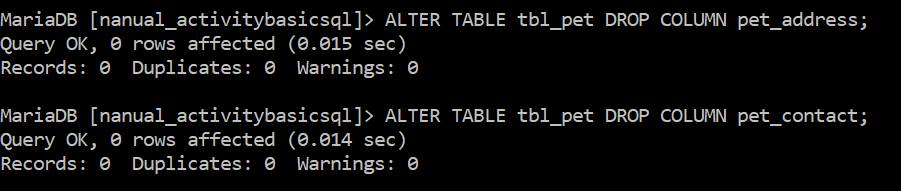 MariaDB [nanual_activitybasicsql]> ALTER TABLE tbl_pet DROP COLUMN pet_address;
Query OK, 0 rows affected (0.015 sec)
Records: 0  Duplicates: 0  Warnings: 0

MariaDB [nanual_activitybasicsql]> ALTER TABLE tbl_pet DROP COLUMN pet_contact;
Query OK, 0 rows affected (0.014 sec)
Records: 0  Duplicates: 0  Warnings: 0